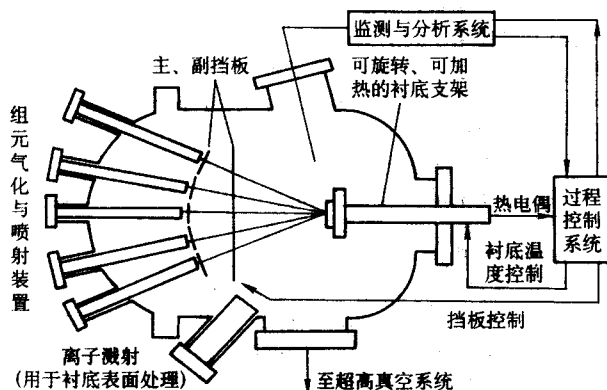 监测与分析系统
主、副挡板
可旋转、可加
热的衬底支架
组元气化与喷射装置
热电偶
过程
控制
系统
衬底温
度控制
挡板控制
离子溅射
(用于衬底表面处理)
至超高真空系统